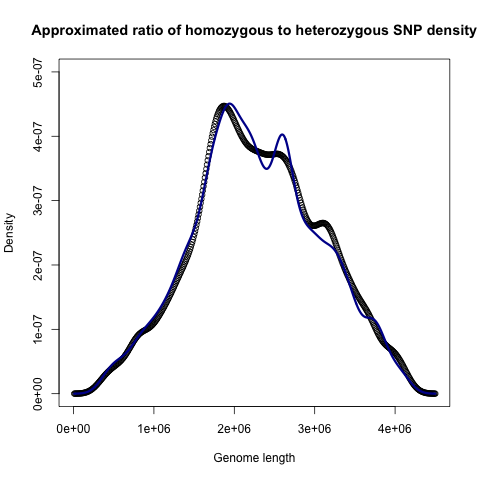 Approximated ratio of homozygous to heterozygous SNP density
Density
5e-07
4e-07
3e-07
2e-07
1e-07
0e+00
0e+00 1e+06 2e+06 3e+06 4e+06
Genome length